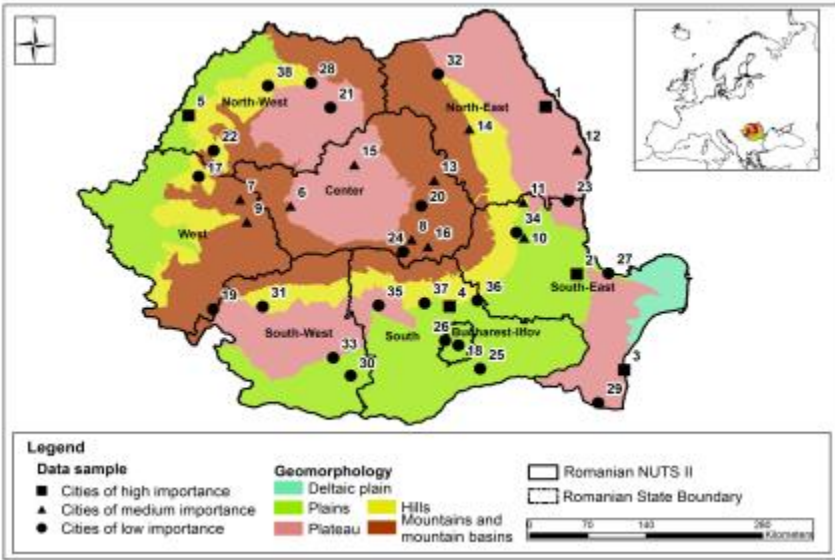 N
32
28
38
21
1
5
North-West
North-East
14
12
22
15
17
13
7
6
Center
20
11
23
9
34
West
8
16
10
24
2
27
South-East
19
31
35
37
4
36
South-West
South
26
Bucharest-Ilfov
33
18
25
30
3
29
Legend
Data sample
Cities of high importance
Cities of medium importance
Cities of low importance
Geomorphology
Deltaic plain
Plains
Hills
Plateau
Mountains and
mountain basins
Romanian NUTS II
Romanian State Boundary
0 70 140 280
Kilometers